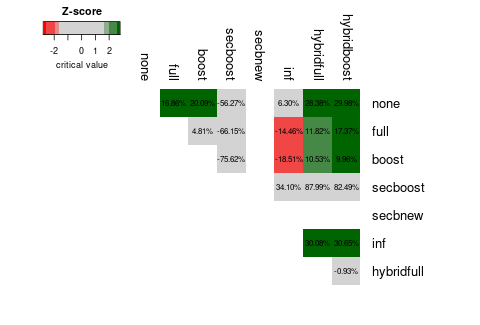 Z-score
-2 0 1 2
critical value
none full boost secboost secbnew inf hybridfull hybridboost
20.09% -56.27% 6.30% 28.38% 29.98% none
4.81% -66.15% -14.46% 11.82% 17.37% full
-75.62% -18.51% 10.53% 9.96% boost
34.10% 87.99% 82.49% secboost
secbnew
30.08% 30.65% inf
-0.93% hybridfull